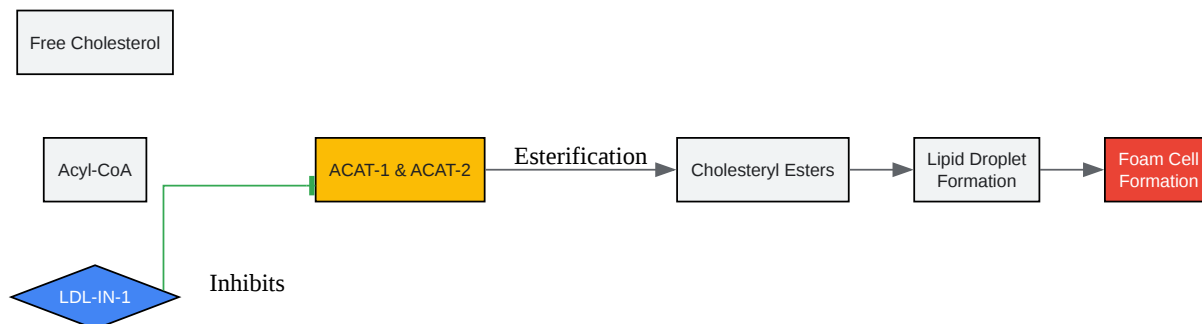 Free Cholesterol
Acyl-CoA
ACAT-1 & ACAT-2
Esterification
Cholesteryl Esters
Lipid Droplet
Formation
Foam Cell
Formation
LDL-IN-1
Inhibits